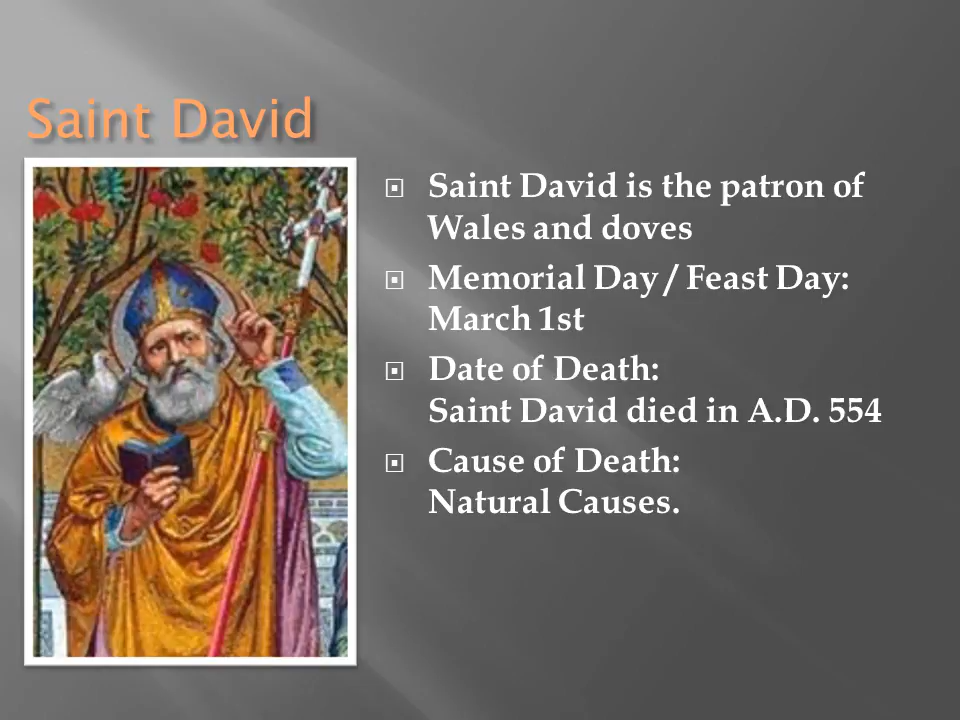 Saint David
Saint David is the patron of
Wales and doves
Memorial Day / Feast Day:
March 1st
Date of Death:
Saint David died in A.D. 554
Cause of Death:
Natural Causes.